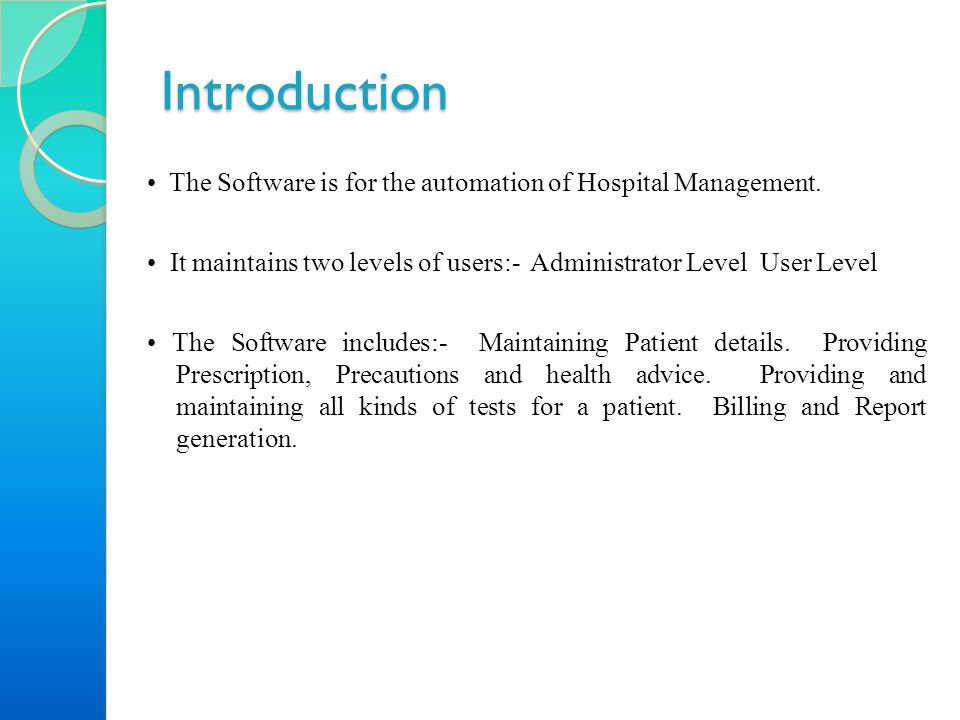 Introduction
• The Software is for the automation of Hospital Management.
• It maintains two levels of users:- Administrator Level User Level
• The Software includes:- Maintaining Patient details. Providing
Prescription, Precautions and health advice. Providing and
maintaining all kinds of tests for a patient. Billing and Report
generation.